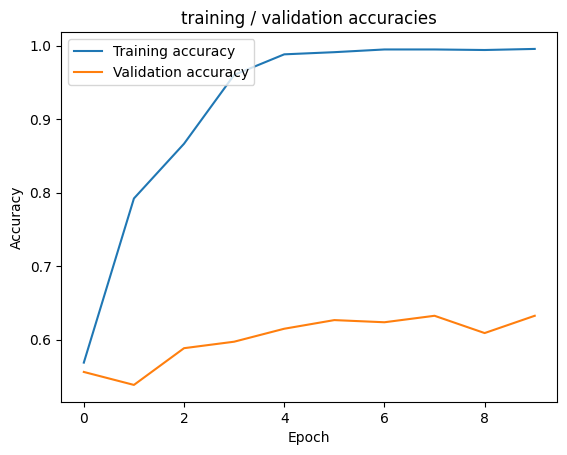 training / validation accuracies
Training accuracy
Validation accuracy
1.0
0.9
0.8
0.7
0.6
Accuracy
0 2 4 6 8
Epoch